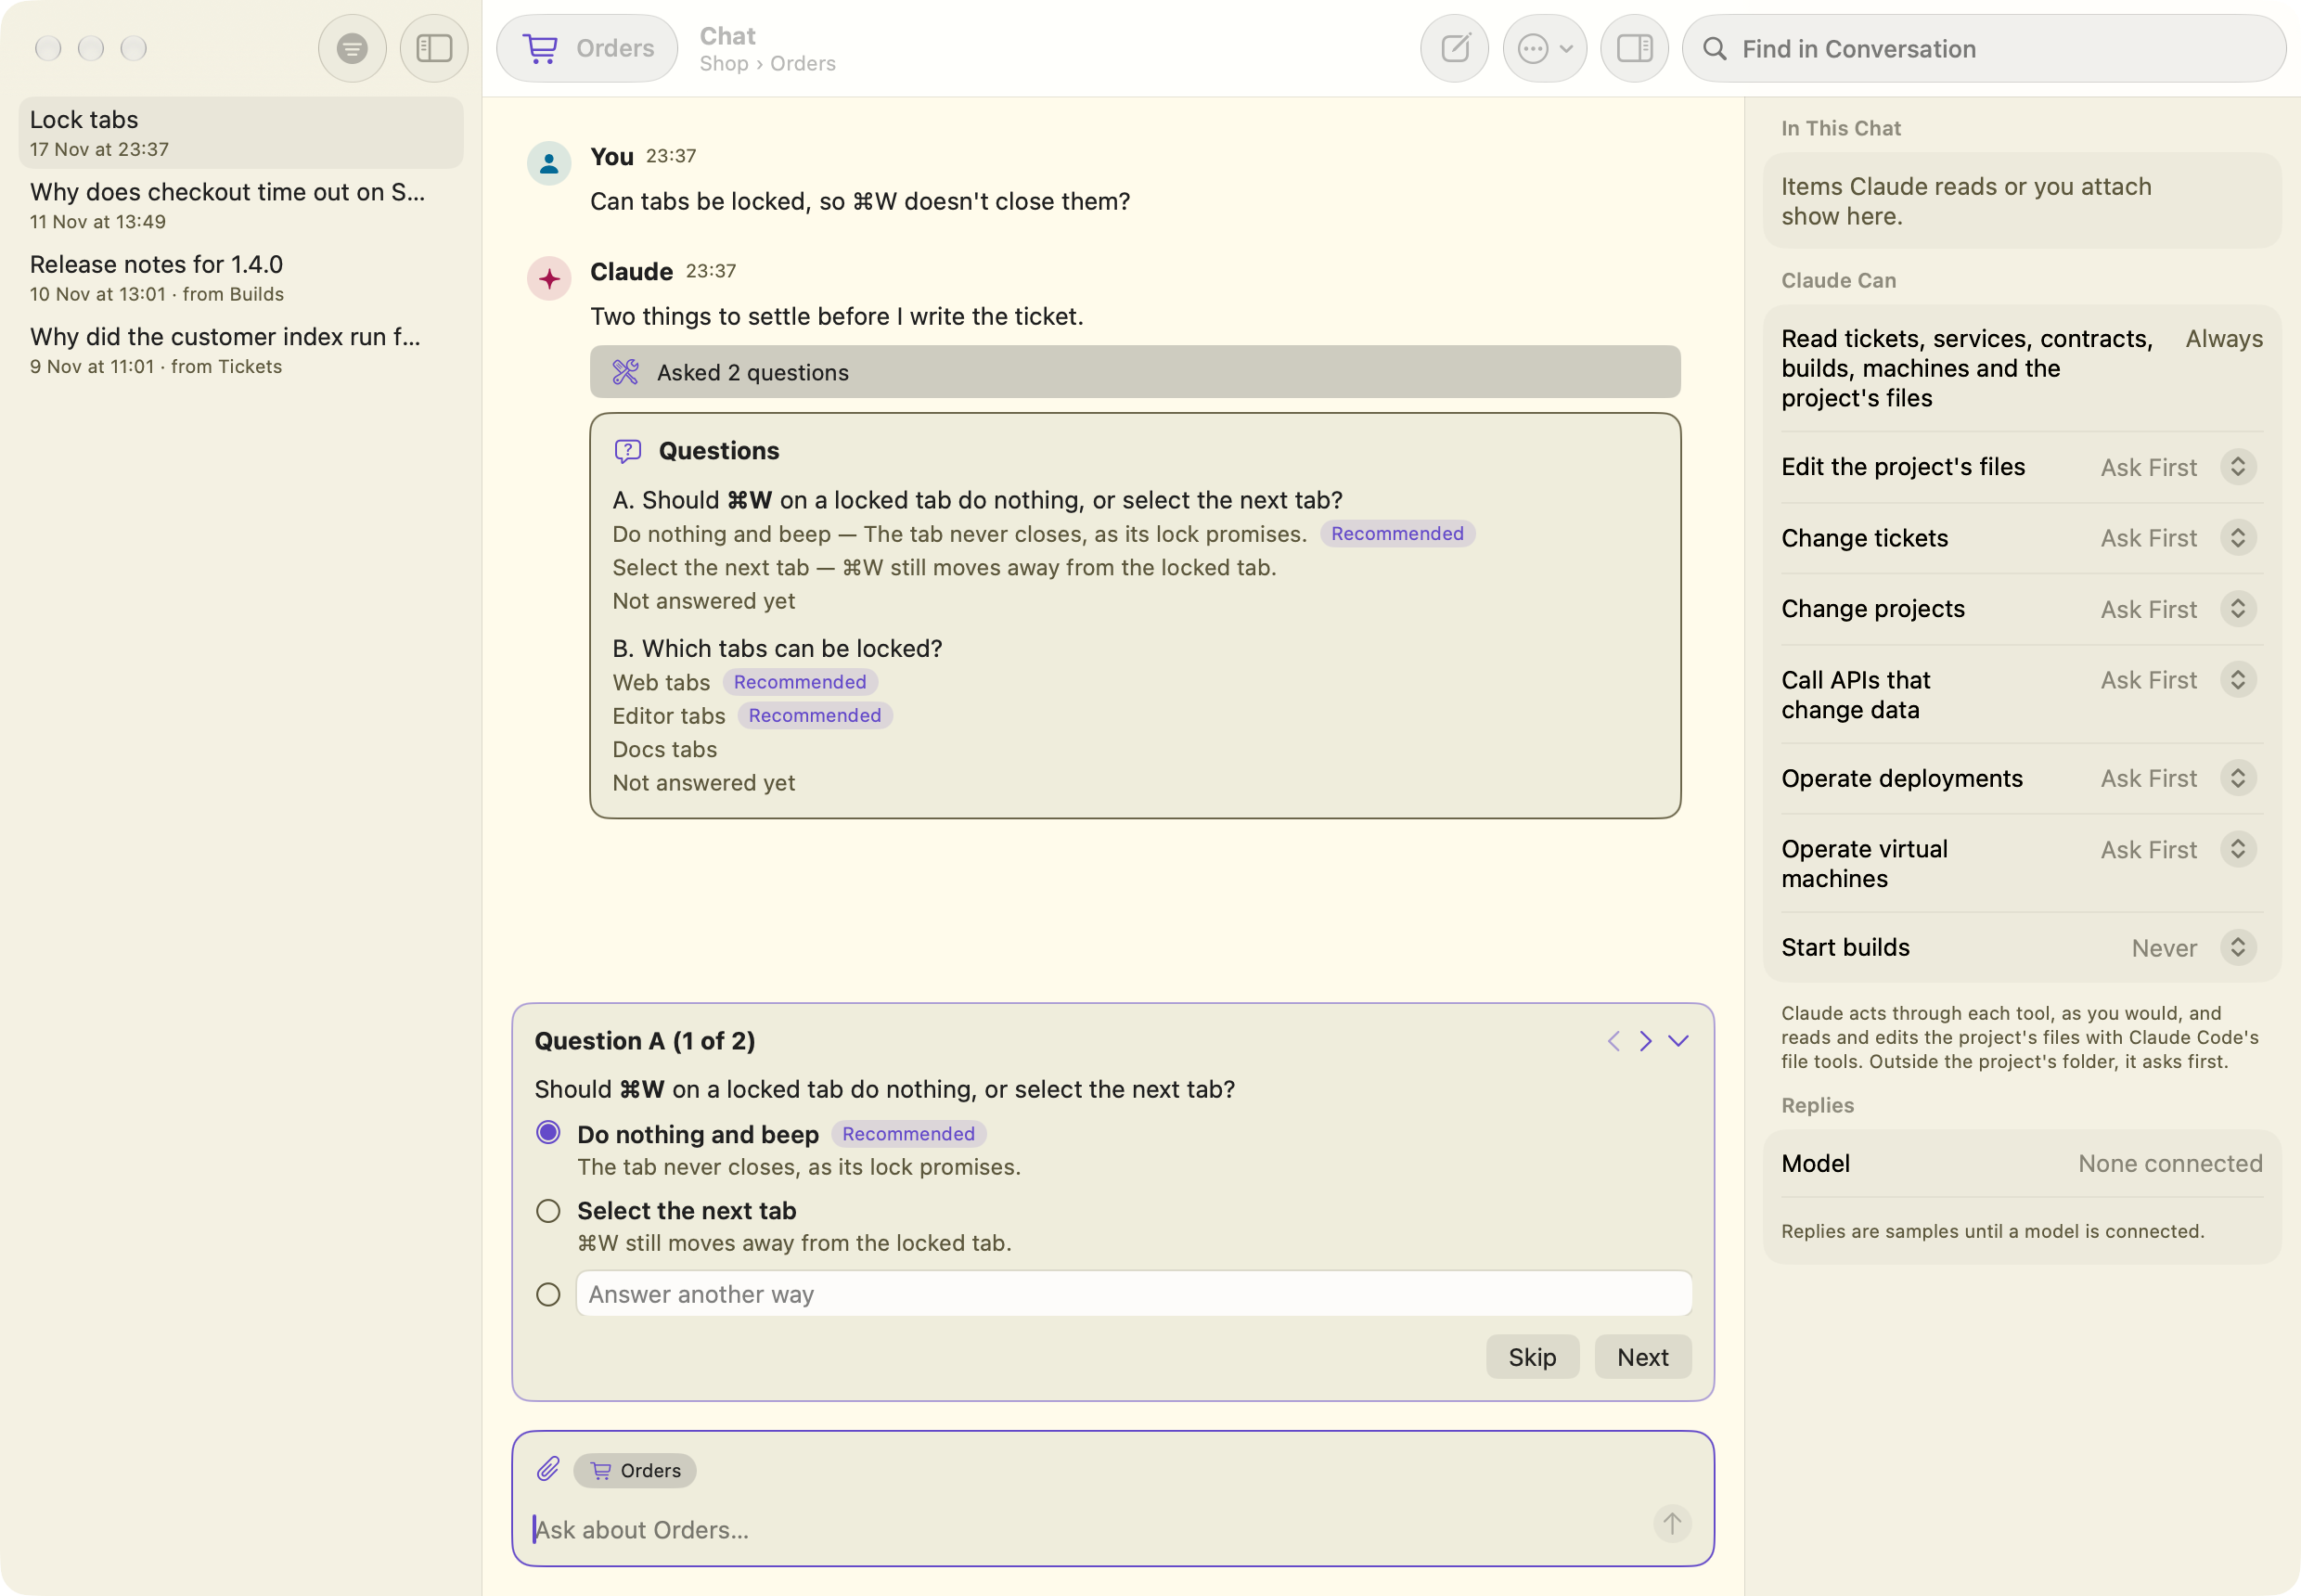 Lock tabs
17 Nov at 23:37
Why does checkout time out on S...
11 Nov at 13:49
Release notes for 1.4.0
10 Nov at 13:01 · from Builds
Why did the customer index run f...
9 Nov at 11:01 · from Tickets
Orders
Chat
Shop › Orders
Find in Conversation
You 23:37
Can tabs be locked, so ⌘W doesn't close them?
Claude 23:37
Two things to settle before I write the ticket.
Asked 2 questions
Questions
A. Should ⌘W on a locked tab do nothing, or select the next tab?
Do nothing and beep — The tab never closes, as its lock promises. Recommended
Select the next tab — ⌘W still moves away from the locked tab.
Not answered yet
B. Which tabs can be locked?
Web tabs Recommended
Editor tabs Recommended
Docs tabs
Not answered yet
Question A (1 of 2)
Should ⌘W on a locked tab do nothing, or select the next tab?
Do nothing and beep Recommended
The tab never closes, as its lock promises.
Select the next tab
⌘W still moves away from the locked tab.
Answer another way
Skip Next
Orders
Ask about Orders...
In This Chat
Items Claude reads or you attach
show here.
Claude Can
Read tickets, services, contracts, Always
builds, machines and the
project's files
Edit the project's files Ask First
Change tickets Ask First
Change projects Ask First
Call APIs that Ask First
change data
Operate deployments Ask First
Operate virtual Ask First
machines
Start builds Never
Claude acts through each tool, as you would, and
reads and edits the project's files with Claude Code's
file tools. Outside the project's folder, it asks first.
Replies
Model None connected
Replies are samples until a model is connected.